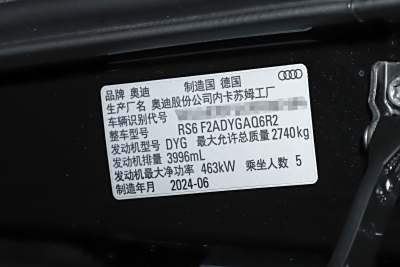 品牌 奥迪 制造国 德国
生产厂名 奥迪股份公司内卡苏姆工厂
车辆识别代号
整车型号 RS6 F2ADYGAQ6R2
发动机型号 DYG 最大允许总质量 2740kg
发动机排量 3996mL
发动机最大净功率 463kW 乘坐人数 5
制造年月 2024-06